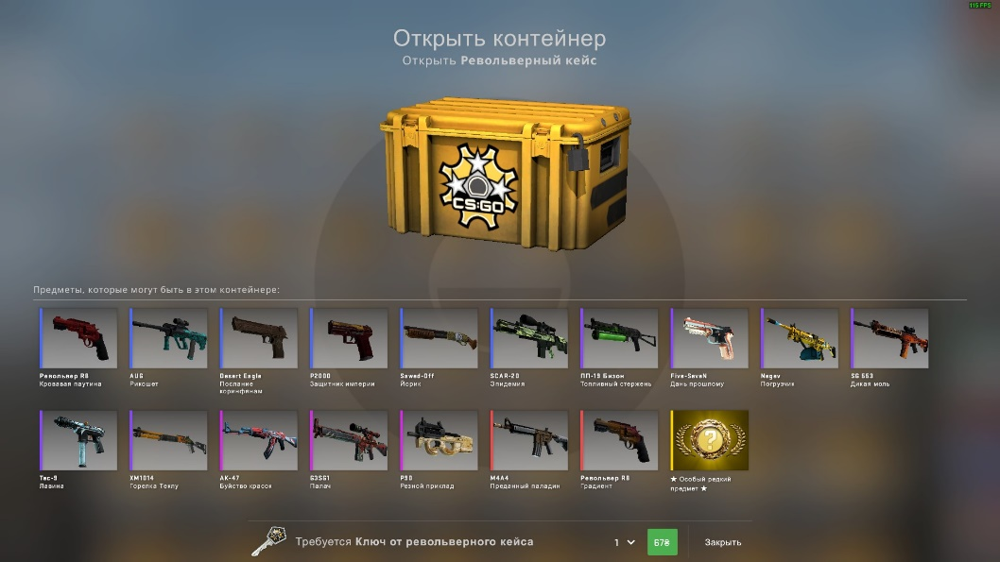 115 FPS
Открыть контейнер
Открыть Револьверный кейс
CS:GO
Предметы, которые могут быть в этом контейнере:
Револьвер R8
Кровавая паутина
AUG
Рикошет
Desert Eagle
Послание
коринфянам
P2000
Защитник империи
Sawed-Off
Йорик
SCAR-20
Эпидемия
ПП-19 Бизон
Топливный стержень
Five-SeveN
Дань прошлому
Negev
Погрузчик
SG 553
Дикая моль
Tec-9
Лавина
XM1014
Горелка Теклу
AK-47
Буйство красок
G3SG1
Палач
P90
Резной приклад
M4A4
Преданный паладин
Револьвер R8
Градиент
★ Особый редкий
предмет ★
Требуется Ключ от револьверного кейса
1
67₴
Закрыть